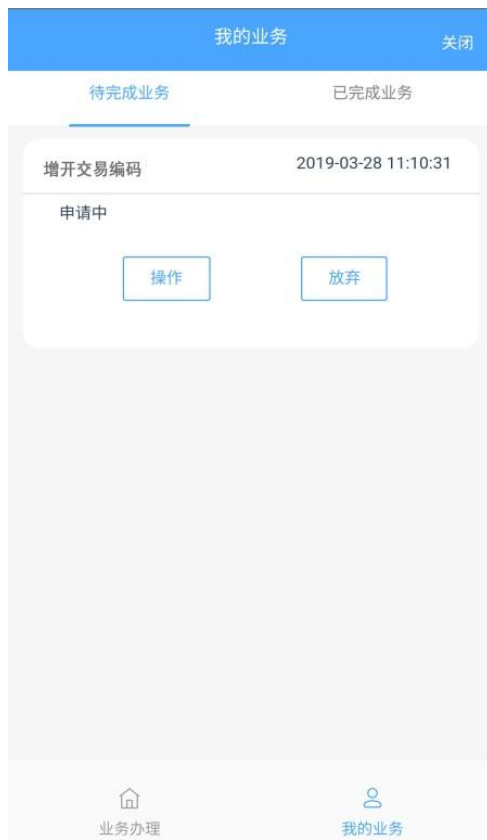 我的业务
关闭
待完成业务 已完成业务
增开交易编码 2019-03-28 11:10:31
申请中
操作 放弃
业务办理 我的业务